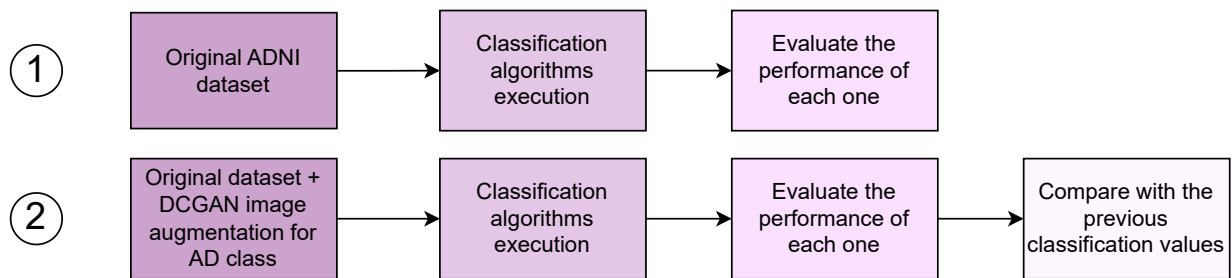 1
Original ADNI
dataset
Classification
algorithms
execution
Evaluate the
performance of
each one
2
Original dataset +
DCGAN image
augmentation for
AD class
Classification
algorithms
execution
Evaluate the
performance of
each one
Compare with the
previous
classification values